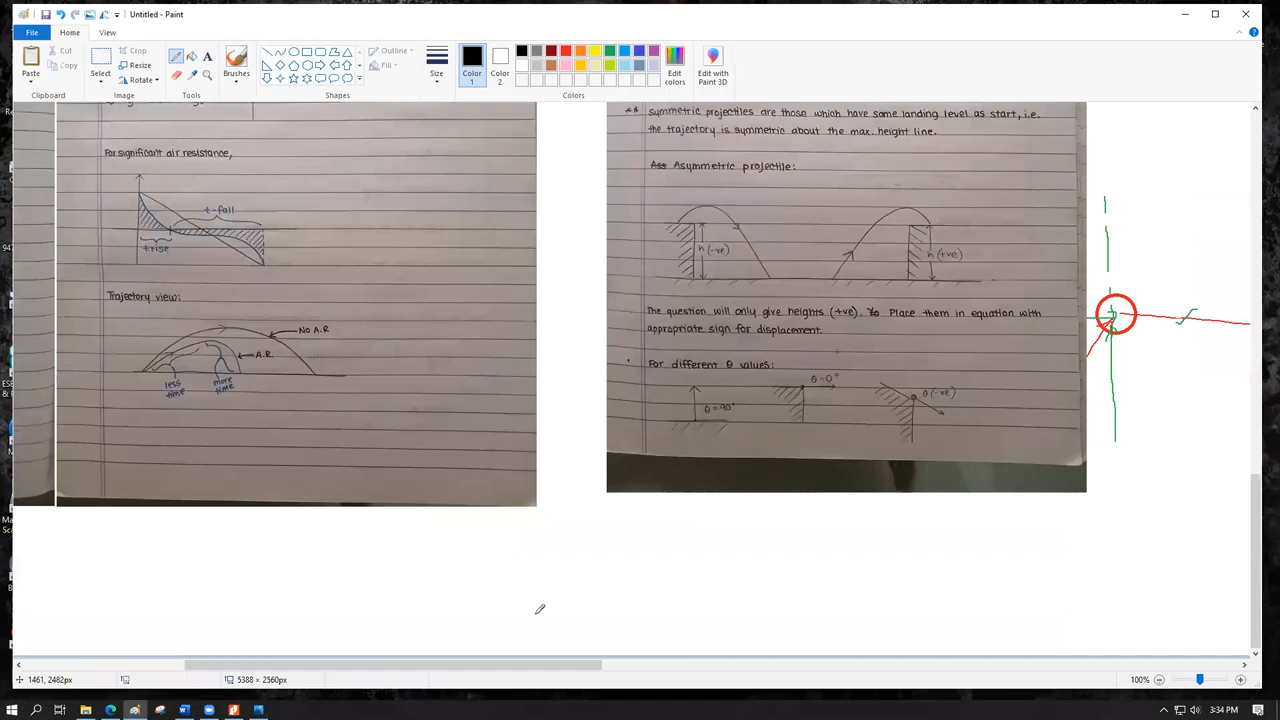 Untitled - Paint
File
Home
View
Paste
Cut
Copy
Clipboard
Select
Crop
Resize
Rotate
Image
Tools
Brushes
Shapes
Outline
Fill
Size
Color 1
Color 2
Edit colors
Edit with Paint 3D
Colors
For significant air resistance,
t-fall
t rise
Trajectory view:
No A.R
A.R.
less time
more time
symmetric projectiles are those which have same landing level as start, i.e.
the trajectory is symmetric about the max. height line.
Ass Asymmetric projectile:
h (-ve)
h (+ve)
The question will only give heights (+ve). Yo Place them in equation with
appropriate sign for displacement.
• For different θ values:
θ=90°
θ=0°
θ (-ve)
1461, 2482px
5388 × 2560px
100%
3:34 PM